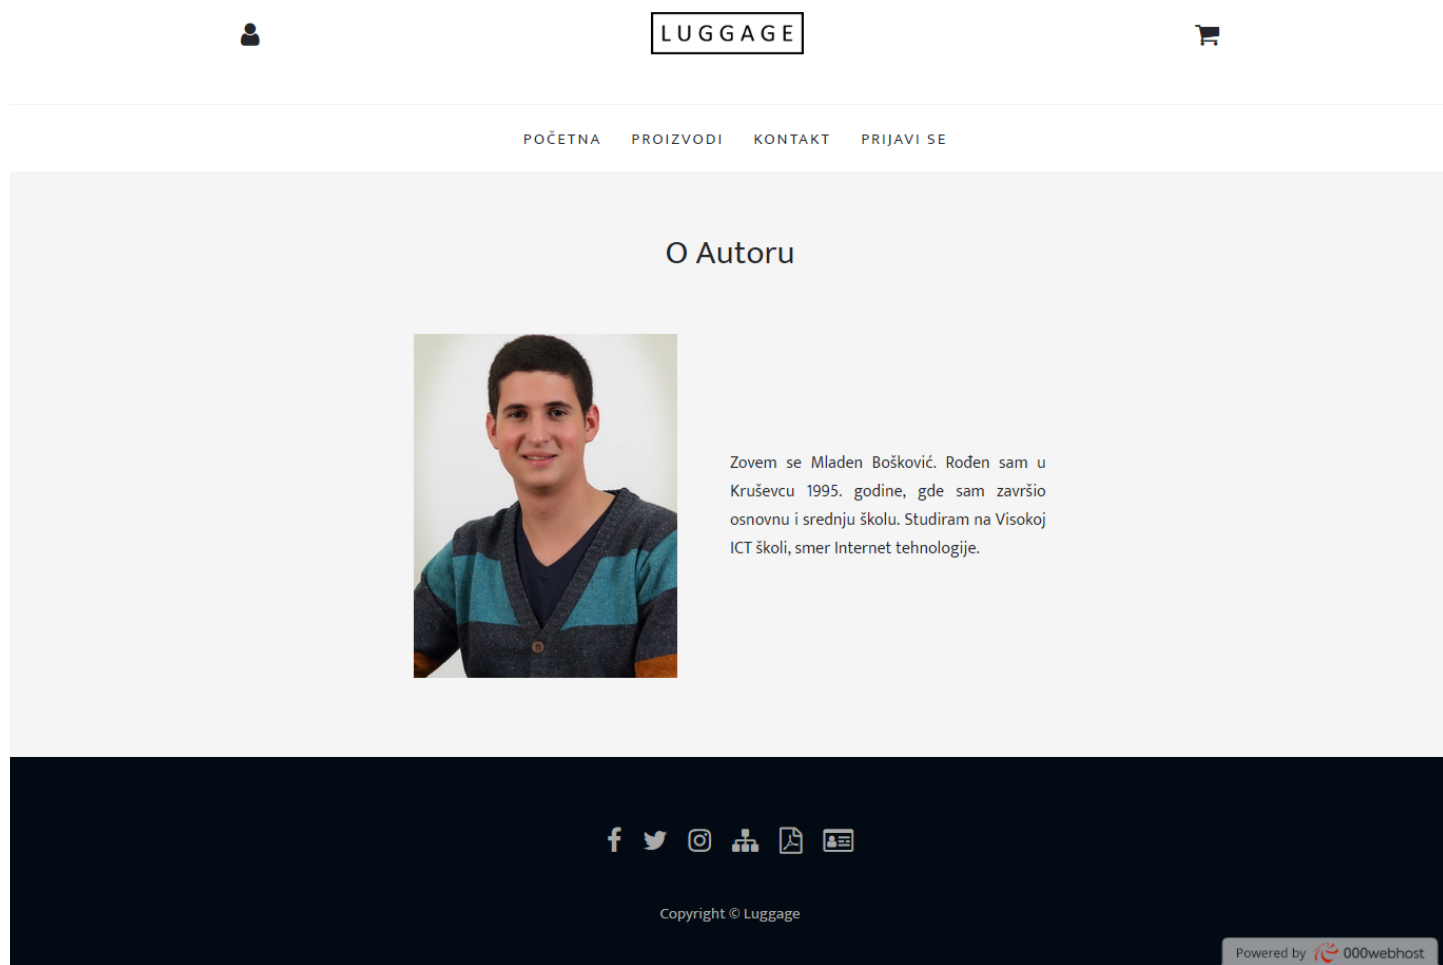 LUGGAGE
POČETNA PROIZVODI KONTAKT PRIJAVI SE
O Autoru
Zovem se Mladen Bošković. Rođen sam u
Kruševcu 1995. godine, gde sam završio
osnovnu i srednju školu. Studiram na Visokoj
ICT školi, smer Internet tehnologije.
Copyright © Luggage
Powered by 000webhost